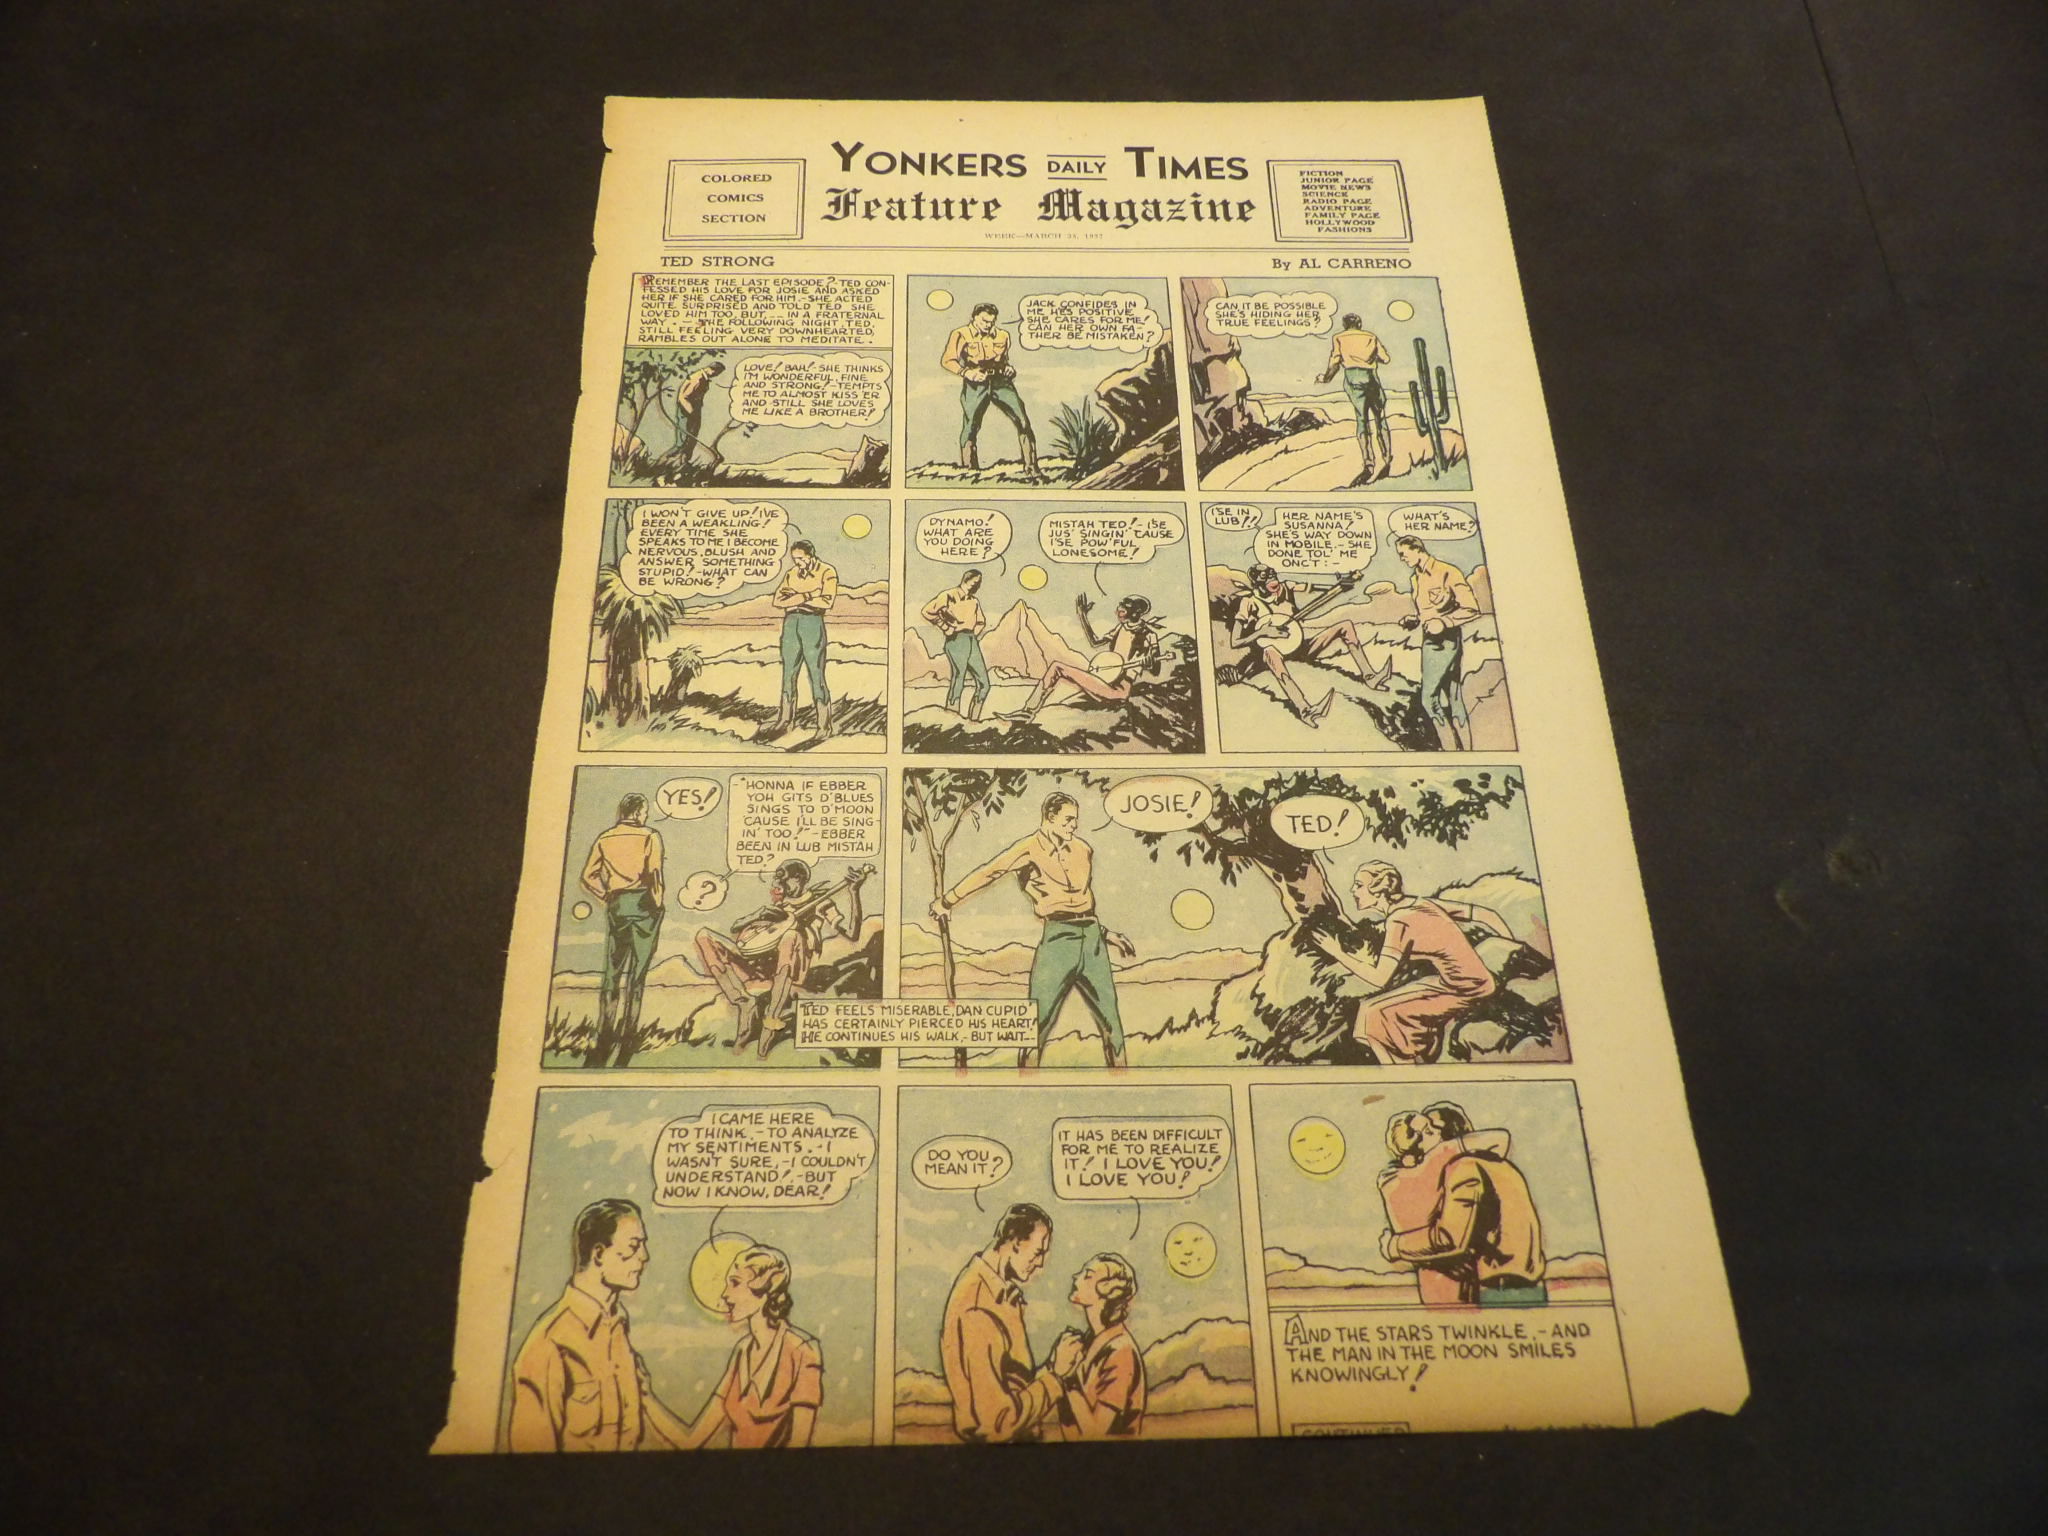 COLORED
COMICS
SECTION
YONKERS DAILY TIMES
Feature Magazine
FICTION
JUNIOR PAGE
MOVIE NEWS
SCIENCE
RADIO PAGE
ADVENTURE
FAMILY PAGE
HOLLYWOOD
FASHIONS
WEEK—MARCH
TED STRONG
By AL CARRENO
REMEMBER THE LAST EPISODE? TED CON-
FESSED HIS LOVE FOR JOSIE AND ASKED
HER IF SHE CARED FOR HIM.-SHE ACTED
QUITE SURPRISED AND TOLD TED SHE
LOVED HIM TOO, BUT,--- IN A FRATERNAL
WAY.--THE FOLLOWING NIGHT, TED,
STILL FEELING VERY DOWNHEARTED,
RAMBLES OUT ALONE TO MEDITATE.
LOVE! BAH!-SHE THINKS
I'M WONDERFUL, FINE
AND STRONG!-TEMPTS
ME TO ALMOST KISS 'ER
AND STILL SHE LOVES
ME LIKE A BROTHER!
JACK CONFIDES IN
ME HE'S POSITIVE
SHE CARES FOR ME!
CAN HER OWN FA-
THER BE MISTAKEN?
CAN IT BE POSSIBLE
SHE'S HIDING HER
TRUE FEELINGS?
I WON'T GIVE UP! I'VE
BEEN A WEAKLING!
EVERY TIME SHE
SPEAKS TO ME I BECOME
NERVOUS, BLUSH AND
ANSWER SOMETHING
STUPID!-WHAT CAN
BE WRONG?
DYNAMO!
WHAT ARE
YOU DOING
HERE?
MISTAH TED!-I'SE
JUS' SINGIN' 'CAUSE
I'SE POW'FUL
LONESOME!
I'SE IN
LUB!!
HER NAME'S
SUSANNA!
SHE'S WAY DOWN
IN MOBILE.-SHE
DONE TOL' ME
ONC'T:-
WHAT'S
HER NAME?
YES!
-"HONNA IF EBBER
YOH GITS D'BLUES
SINGS TO D'MOON
'CAUSE I'LL BE SING-
IN' TOO!"-EBBER
BEEN IN LUB MISTAH
TED?
?
TED FEELS MISERABLE, DAN CUPID
HAS CERTAINLY PIERCED HIS HEART!
HE CONTINUES HIS WALK,-BUT WAIT--
JOSIE!
TED!
I CAME HERE
TO THINK,-TO ANALYZE
MY SENTIMENTS.-I
WASN'T SURE,-I COULDN'T
UNDERSTAND!,-BUT
NOW I KNOW, DEAR!
DO YOU
MEAN IT?
IT HAS BEEN DIFFICULT
FOR ME TO REALIZE
IT! I LOVE YOU!
I LOVE YOU!
AND THE STARS TWINKLE,-AND
THE MAN IN THE MOON SMILES
KNOWINGLY!
CONTINUED